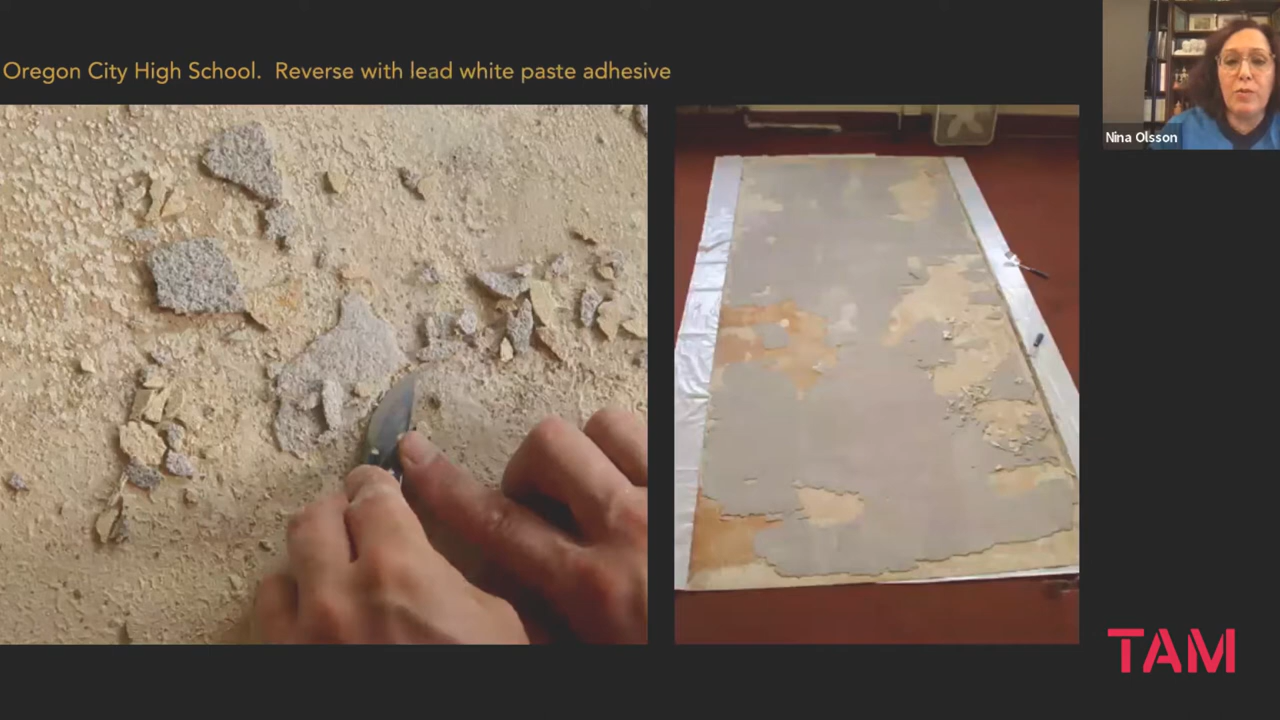 Oregon City High School. Reverse with lead white paste adhesive
Nina Olsson
TAM